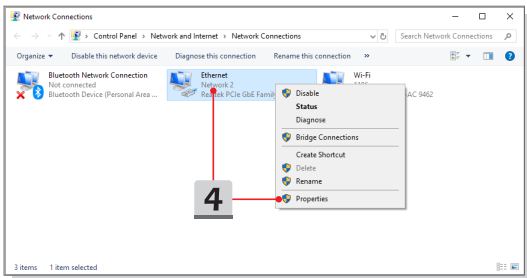 Network Connections
Control Panel > Network and Internet > Network Connections
Search Network Connections
Organize
Disable this network device
Diagnose this connection
Rename this connection
»
Bluetooth Network Connection
Not connected
Bluetooth Device (Personal Area ...
Ethernet
Network 2
Realtek PCIe GbE Family
Wi-Fi
AC 9462
Disable
Status
Diagnose
Bridge Connections
Create Shortcut
Delete
Rename
Properties
4
3 items
1 item selected